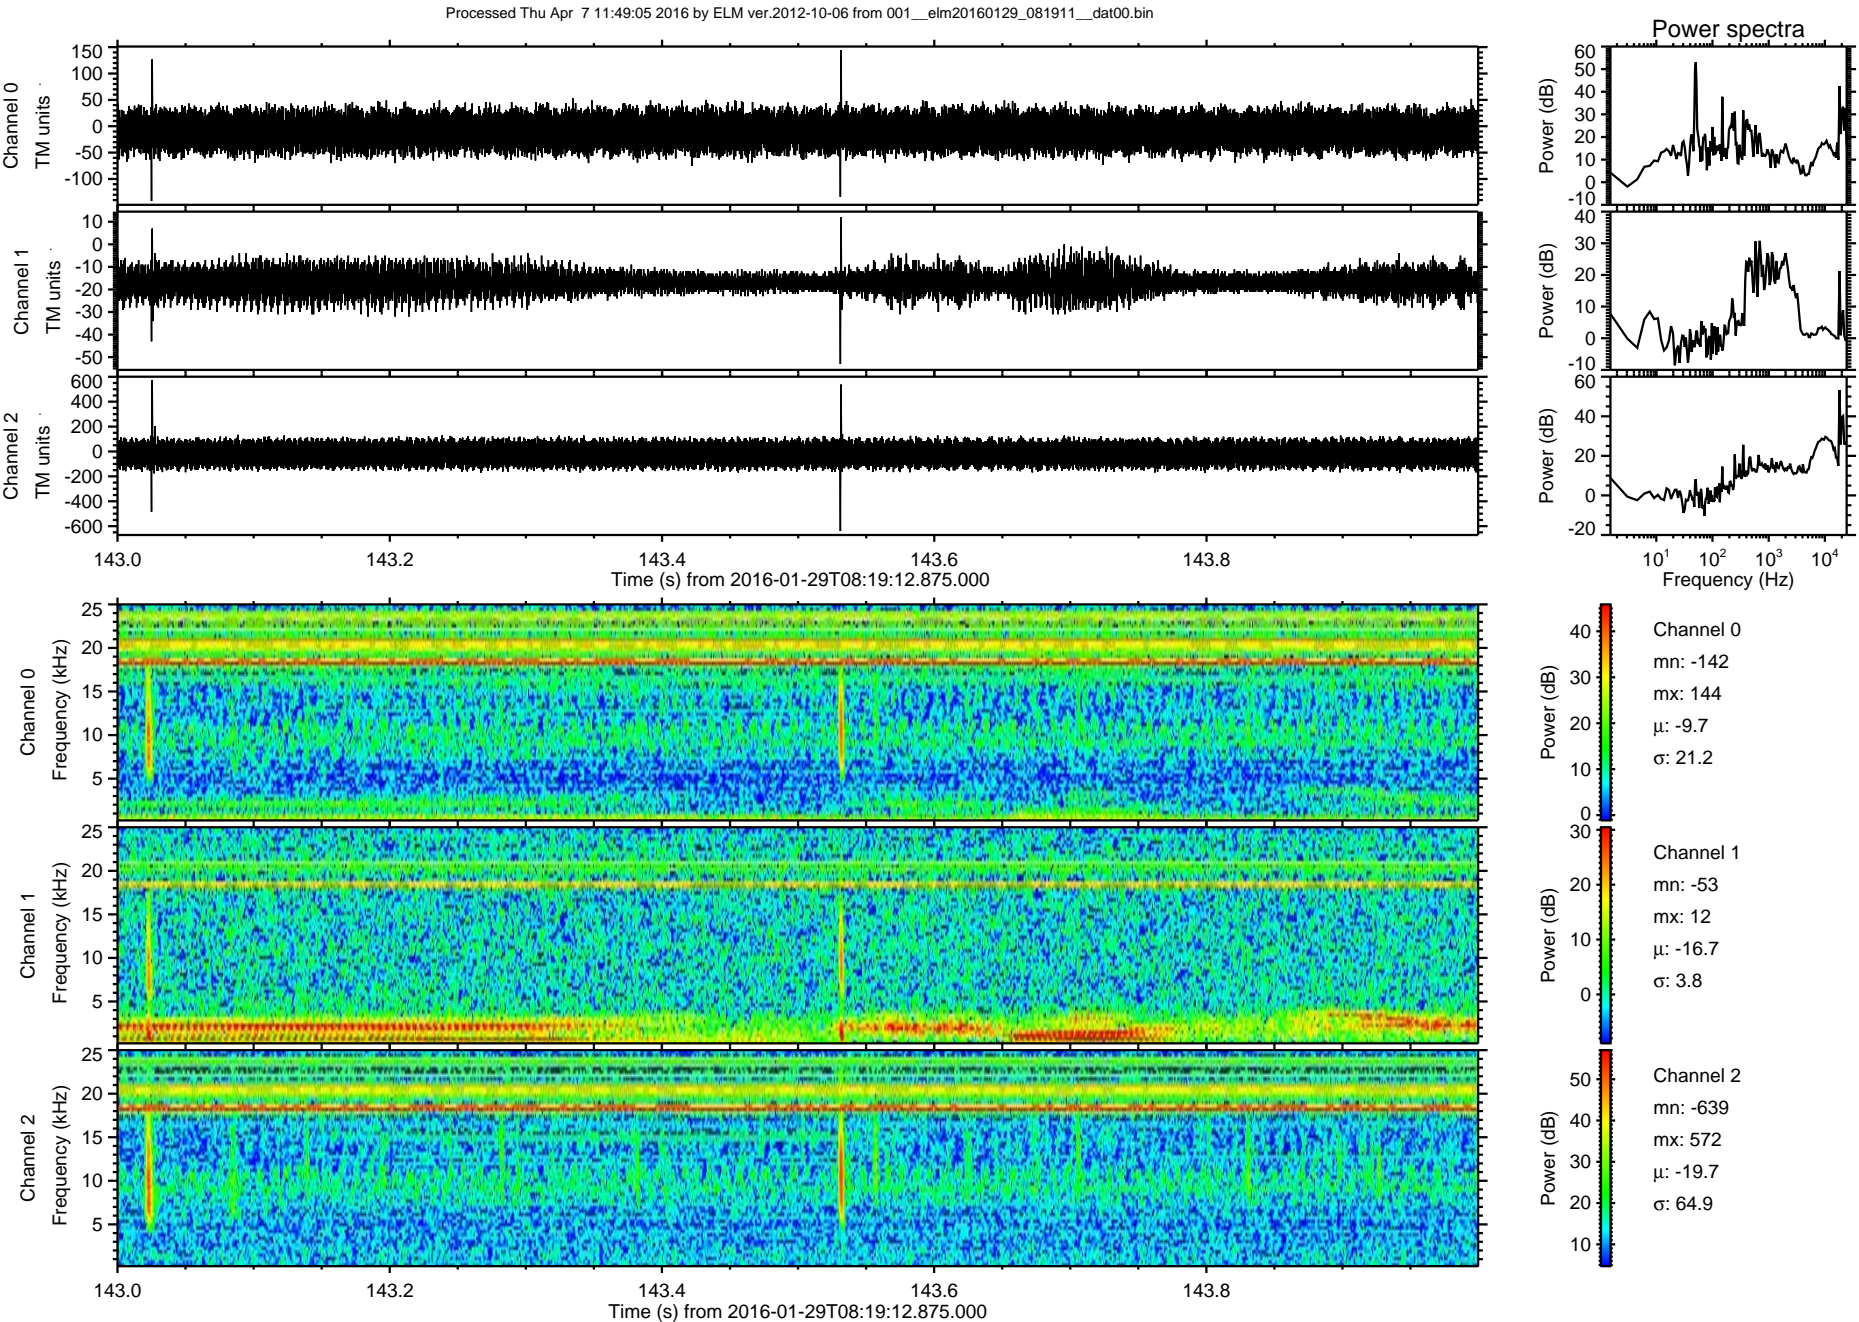 Processed Thu Apr  7 11:49:05 2016 by ELM ver.2012-10-06 from 001__elm20160129_081911__dat00.bin
Power spectra
Channel 0
TM units
150
100
50
0
-50
-100
Power (dB)
60
50
40
30
20
10
0
-10
Channel 1
TM units
10
0
-10
-20
-30
-40
-50
Power (dB)
40
30
20
10
0
-10
Channel 2
TM units
600
400
200
0
-200
-400
-600
Power (dB)
60
40
20
0
-20
143.0 143.2 143.4 143.6 143.8
Time (s) from 2016-01-29T08:19:12.875.000
10¹ 10² 10³ 10⁴
Frequency (Hz)
Channel 0
Frequency (kHz)
25
20
15
10
5
Power (dB)
40
30
20
10
0
Channel 0
mn: -142
mx: 144
μ: -9.7
σ: 21.2
Channel 1
Frequency (kHz)
25
20
15
10
5
Power (dB)
30
20
10
0
Channel 1
mn: -53
mx: 12
μ: -16.7
σ: 3.8
Channel 2
Frequency (kHz)
25
20
15
10
5
Power (dB)
50
40
30
20
10
Channel 2
mn: -639
mx: 572
μ: -19.7
σ: 64.9
143.0 143.2 143.4 143.6 143.8
Time (s) from 2016-01-29T08:19:12.875.000